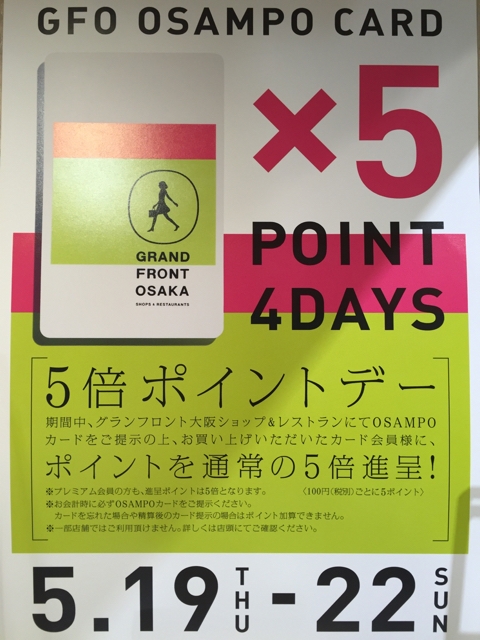 GFO OSAMPO CARD
×5
POINT
4DAYS
GRAND
FRONT
OSAKA
SHOPS & RESTAURANTS
5倍ポイントデー
期間中、グランフロント大阪ショップ&レストランにてOSAMPO
カードをご提示の上、お買い上げいただいたカード会員様に、
ポイントを通常の5倍進呈!
※プレミアム会員の方も、進呈ポイントは5倍となります。 〈100円(税別)ごとに5ポイント〉
※お会計時に必ずOSAMPOカードをご提示ください。
カードを忘れた場合や精算後のカード提示の場合はポイント加算できません。
※一部店舗ではご利用頂けません。詳しくは店頭にてご確認ください。
5.19 THU - 22 SUN